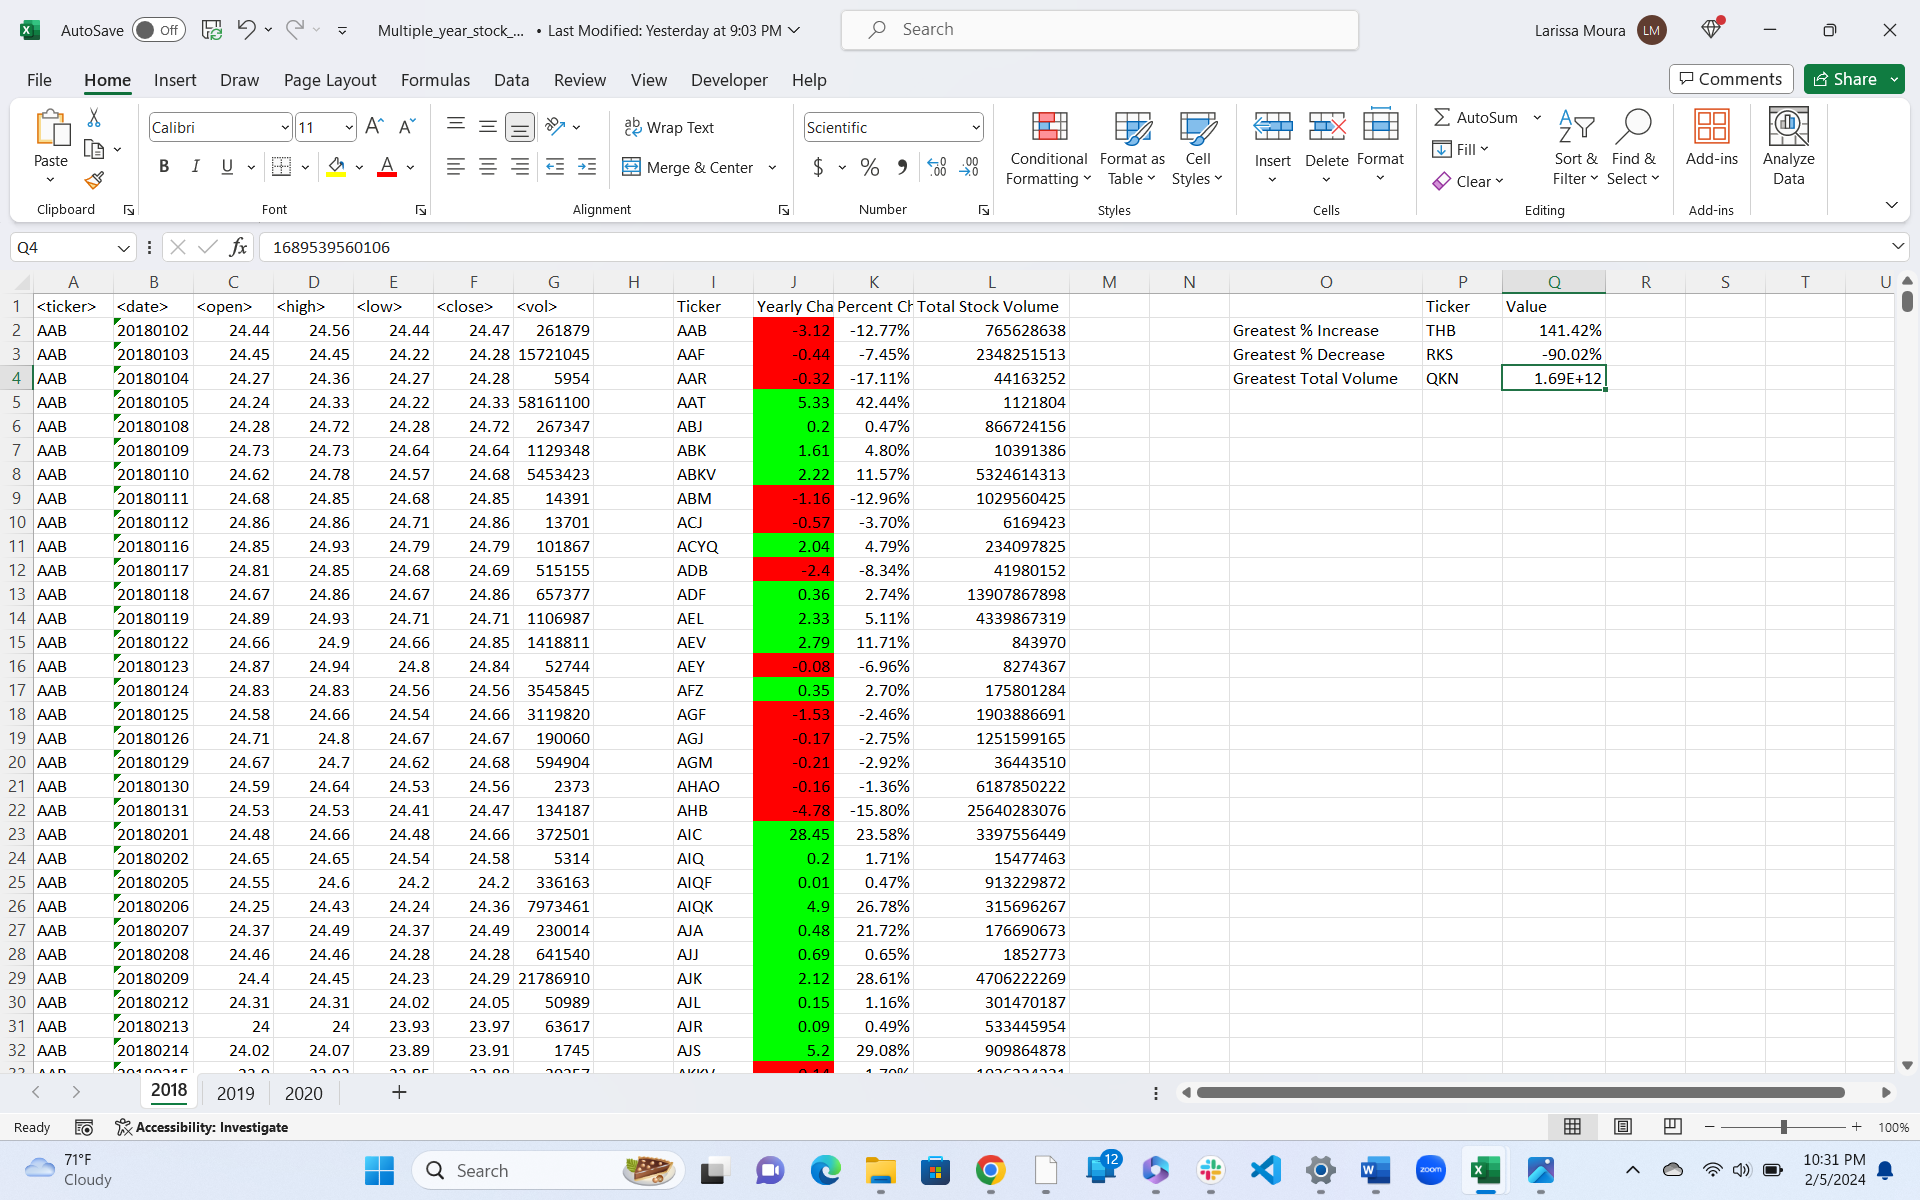 AutoSave Off Multiple_year_stock_... • Last Modified: Yesterday at 9:03 PM Search Larissa Moura LM
File Home Insert Draw Page Layout Formulas Data Review View Developer Help Comments Share
Paste Calibri 11 Wrap Text Scientific Conditional Formatting Format as Table Cell Styles Insert Delete Format AutoSum Fill Clear Sort & Filter Find & Select Add-ins Analyze Data
B I U A Merge & Center $ %
Clipboard Font Alignment Number Styles Cells Editing Add-ins
Q4 fx 1689539560106
A B C D E F G H I J K L M N O P Q R S T U
1 <ticker> <date> <open> <high> <low> <close> <vol> Ticker Yearly Cha Percent Ch Total Stock Volume Ticker Value
2 AAB 20180102 24.44 24.56 24.44 24.47 261879 AAB -3.12 -12.77% 765628638 Greatest % Increase THB 141.42%
3 AAB 20180103 24.45 24.45 24.22 24.28 15721045 AAF -0.44 -7.45% 2348251513 Greatest % Decrease RKS -90.02%
4 AAB 20180104 24.27 24.36 24.27 24.28 5954 AAR -0.32 -17.11% 44163252 Greatest Total Volume QKN 1.69E+12
5 AAB 20180105 24.24 24.33 24.22 24.33 58161100 AAT 5.33 42.44% 1121804
6 AAB 20180108 24.28 24.72 24.28 24.72 267347 ABJ 0.2 0.47% 866724156
7 AAB 20180109 24.73 24.73 24.64 24.64 1129348 ABK 1.61 4.80% 10391386
8 AAB 20180110 24.62 24.78 24.57 24.68 5453423 ABKV 2.22 11.57% 5324614313
9 AAB 20180111 24.68 24.85 24.68 24.85 14391 ABM -1.16 -12.96% 1029560425
10 AAB 20180112 24.86 24.86 24.71 24.86 13701 ACJ -0.57 -3.70% 6169423
11 AAB 20180116 24.85 24.93 24.79 24.79 101867 ACYQ 2.04 4.79% 234097825
12 AAB 20180117 24.81 24.85 24.68 24.69 515155 ADB -2.4 -8.34% 41980152
13 AAB 20180118 24.67 24.86 24.67 24.86 657377 ADF 0.36 2.74% 13907867898
14 AAB 20180119 24.89 24.93 24.71 24.71 1106987 AEL 2.33 5.11% 4339867319
15 AAB 20180122 24.66 24.9 24.66 24.85 1418811 AEV 2.79 11.71% 843970
16 AAB 20180123 24.87 24.94 24.8 24.84 52744 AEY -0.08 -6.96% 8274367
17 AAB 20180124 24.83 24.83 24.56 24.56 3545845 AFZ 0.35 2.70% 175801284
18 AAB 20180125 24.58 24.66 24.54 24.66 3119820 AGF -1.53 -2.46% 1903886691
19 AAB 20180126 24.71 24.8 24.67 24.67 190060 AGJ -0.17 -2.75% 1251599165
20 AAB 20180129 24.67 24.7 24.62 24.68 594904 AGM -0.21 -2.92% 36443510
21 AAB 20180130 24.59 24.64 24.53 24.56 2373 AHAO -0.16 -1.36% 6187850222
22 AAB 20180131 24.53 24.53 24.41 24.47 134187 AHB -4.78 -15.80% 25640283076
23 AAB 20180201 24.48 24.66 24.48 24.66 372501 AIC 28.45 23.58% 3397556449
24 AAB 20180202 24.65 24.65 24.54 24.58 5314 AIQ 0.2 1.71% 15477463
25 AAB 20180205 24.55 24.6 24.2 24.2 336163 AIQF 0.01 0.47% 913229872
26 AAB 20180206 24.25 24.43 24.24 24.36 7973461 AIQK 4.9 26.78% 315696267
27 AAB 20180207 24.37 24.49 24.37 24.49 230014 AJA 0.48 21.72% 176690673
28 AAB 20180208 24.46 24.46 24.28 24.28 641540 AJJ 0.69 0.65% 1852773
29 AAB 20180209 24.4 24.45 24.23 24.29 21786910 AJK 2.12 28.61% 4706222269
30 AAB 20180212 24.31 24.31 24.02 24.05 50989 AJL 0.15 1.16% 301470187
31 AAB 20180213 24 24 23.93 23.97 63617 AJR 0.09 0.49% 533445954
32 AAB 20180214 24.02 24.07 23.89 23.91 1745 AJS 5.2 29.08% 909864878
2018 2019 2020
Ready Accessibility: Investigate 100%
71°F Cloudy Search 12 zoom 10:31 PM
2/5/2024